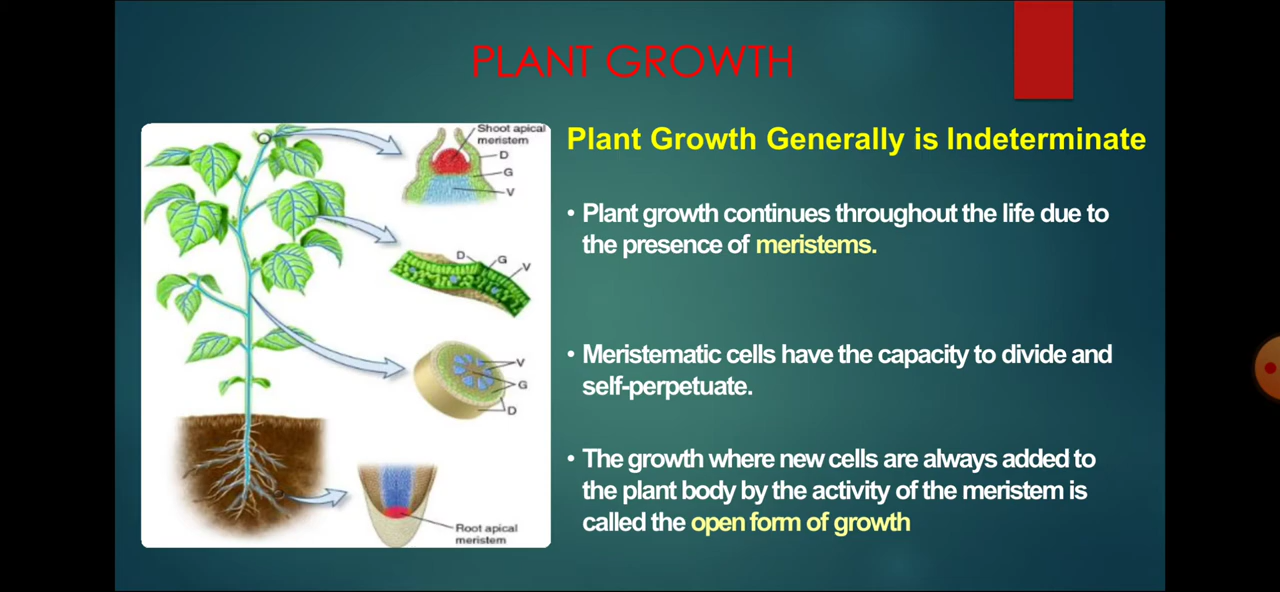 PLANT GROWTH
Shoot apical
meristem
D
G
V
D
G
V
V
G
D
Root apical
meristem
Plant Growth Generally is Indeterminate
• Plant growth continues throughout the life due to
the presence of meristems.
• Meristematic cells have the capacity to divide and
self-perpetuate.
• The growth where new cells are always added to
the plant body by the activity of the meristem is
called the open form of growth